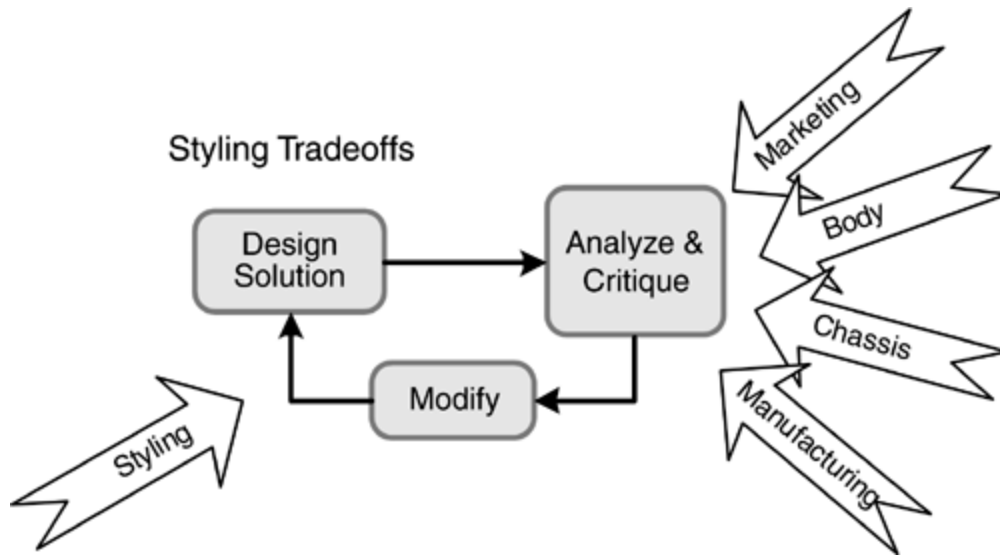 Styling Tradeoffs
Design
Solution
Analyze &
Critique
Modify
Styling
Marketing
Body
Chassis
Manufacturing